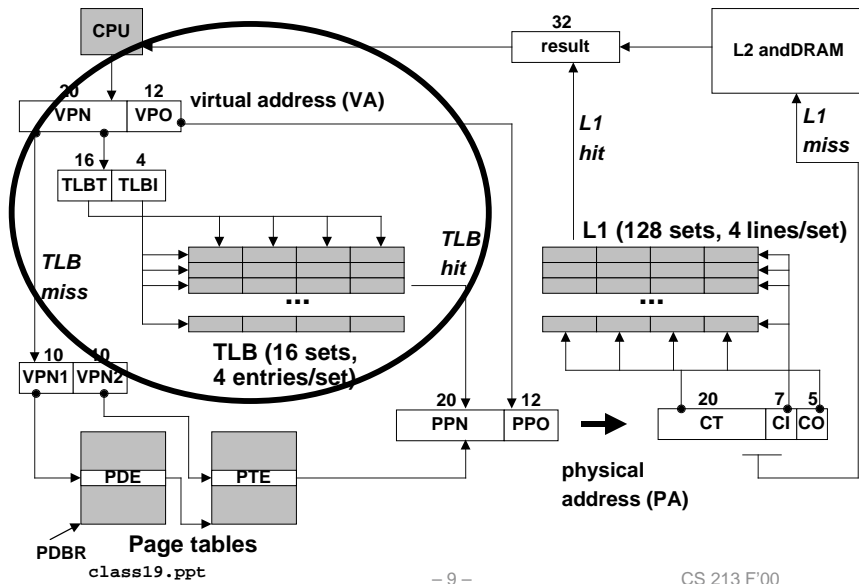 CPU
32
result
L2 andDRAM
20
12
VPN
VPO
virtual address (VA)
L1
hit
L1
miss
16
4
TLBT
TLBI
TLB
miss
TLB
hit
L1 (128 sets, 4 lines/set)
...
...
TLB (16 sets,
4 entries/set)
10
10
VPN1
VPN2
20
12
PPN
PPO
20
7
5
CT
CI
CO
physical
address (PA)
PDE
PTE
PDBR
Page tables
class19.ppt
– 9 –
CS 213 F'00